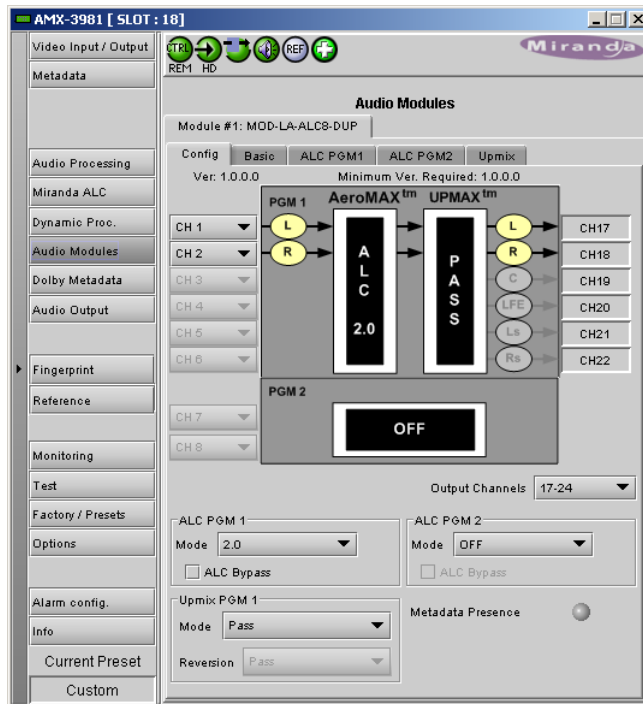 AMX-3981 [ SLOT : 18]
Video Input / Output
Metadata
Audio Processing
Miranda ALC
Dynamic Proc.
Audio Modules
Dolby Metadata
Audio Output
Fingerprint
Reference
Monitoring
Test
Factory / Presets
Options
Alarm config.
Info
Current Preset
Custom
CTRL
REF
REM HD
Miranda
Audio Modules
Module #1: MOD-LA-ALC8-DUP
Config Basic ALC PGM1 ALC PGM2 Upmix
Ver: 1.0.0.0 Minimum Ver. Required: 1.0.0.0
PGM 1 AeroMAX tm UPMAX tm
CH 1 L L CH17
CH 2 R R CH18
CH 3 C CH19
CH 4 LFE CH20
CH 5 Ls CH21
CH 6 Rs CH22
ALC 2.0
PASS
PGM 2
CH 7
CH 8
OFF
Output Channels 17-24
ALC PGM 1
Mode 2.0
ALC Bypass
ALC PGM 2
Mode OFF
ALC Bypass
Upmix PGM 1
Mode Pass
Reversion Pass
Metadata Presence